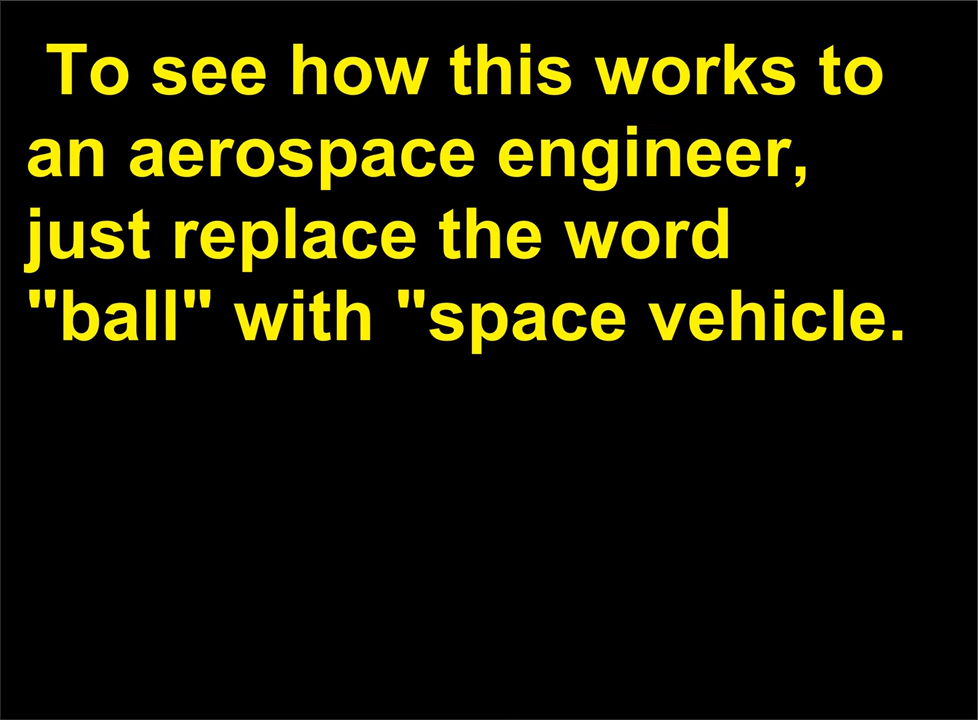 To see how this works to
an aerospace engineer,
just replace the word
"ball" with "space vehicle.